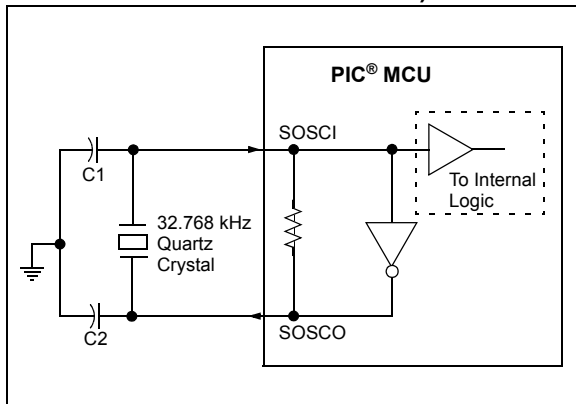 PIC® MCU
SOSCI
C1
To Internal
Logic
32.768 kHz
Quartz
Crystal
SOSCO
C2